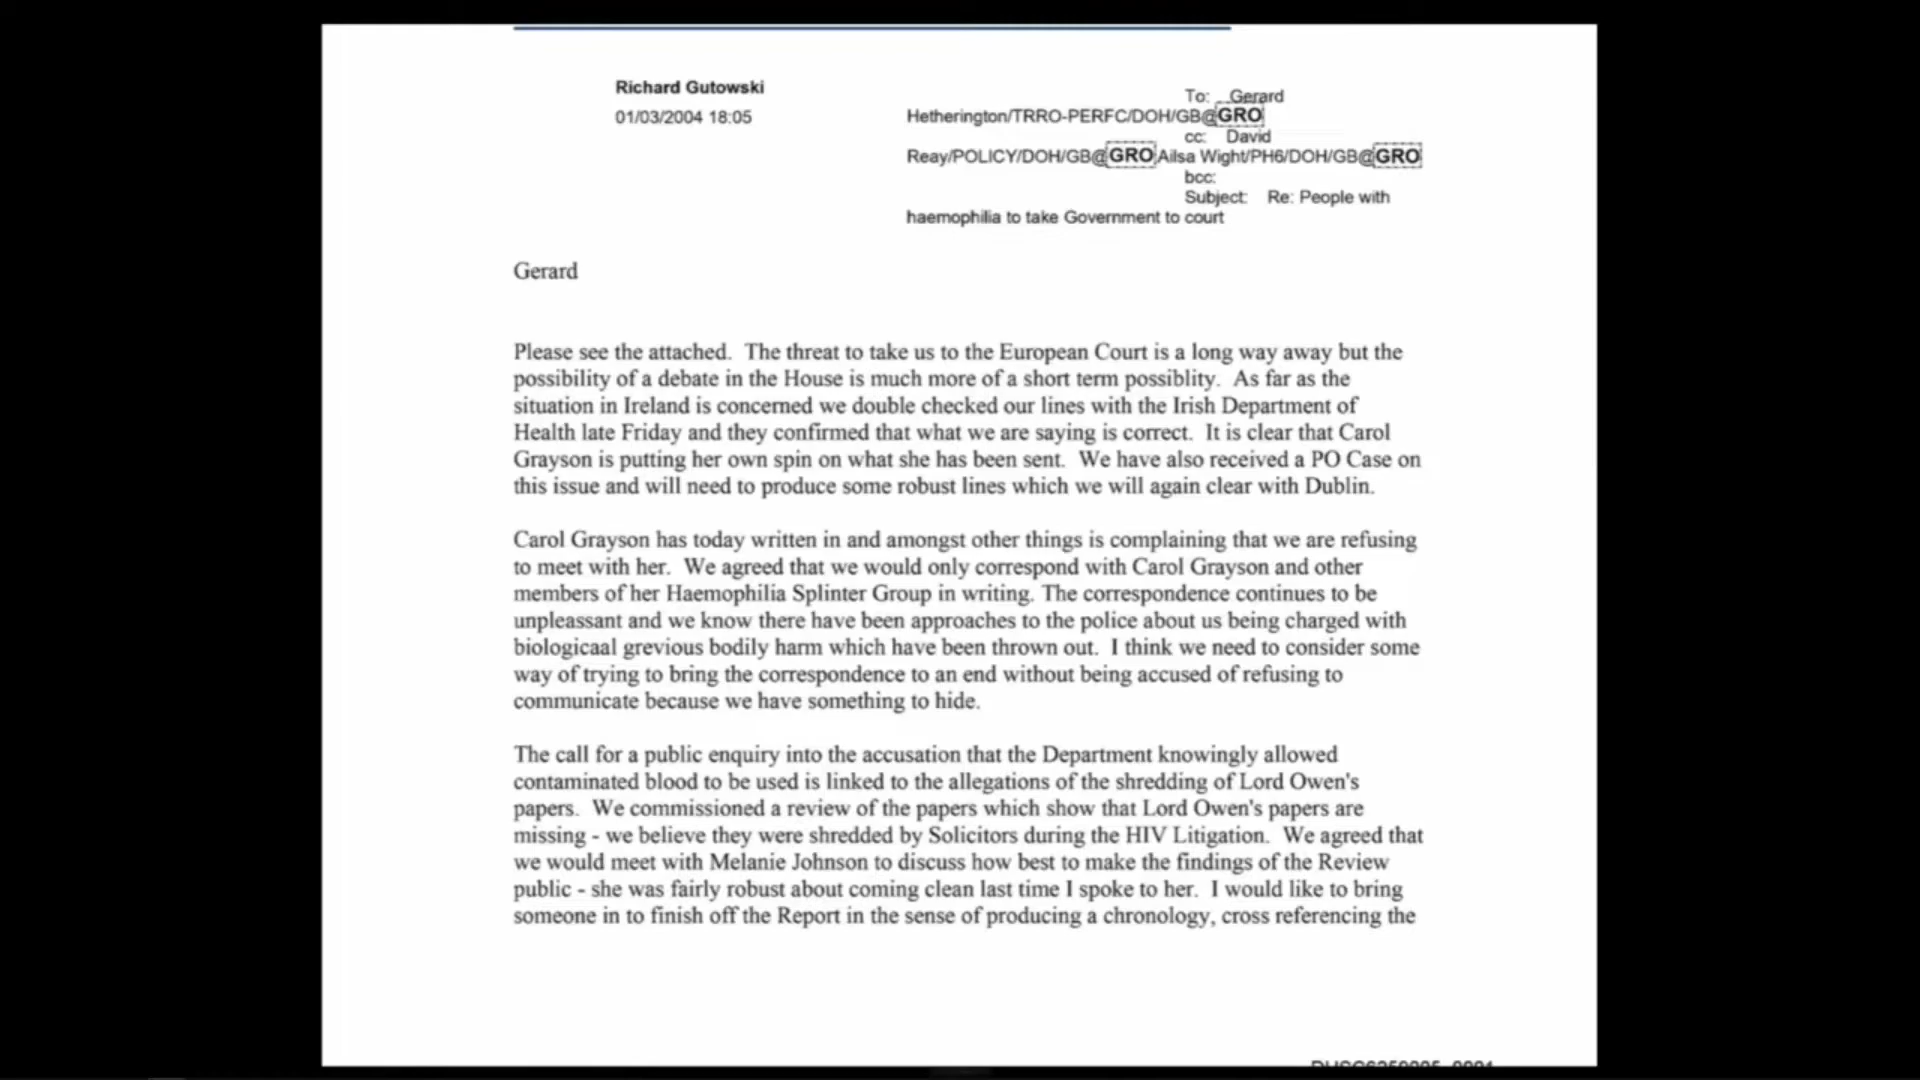 Richard Gutowski
01/03/2004 18:05
To: Gerard
Hetherington/TRRO-PERFC/DOH/GB@GRO
cc: David
Reay/POLICY/DOH/GB@GRO Ailsa Wight/PH6/DOH/GB@GRO
bcc:
Subject: Re: People with
haemophilia to take Government to court
Gerard
Please see the attached. The threat to take us to the European Court is a long way away but the
possibility of a debate in the House is much more of a short term possiblity. As far as the
situation in Ireland is concerned we double checked our lines with the Irish Department of
Health late Friday and they confirmed that what we are saying is correct. It is clear that Carol
Grayson is putting her own spin on what she has been sent. We have also received a PO Case on
this issue and will need to produce some robust lines which we will again clear with Dublin.
Carol Grayson has today written in and amongst other things is complaining that we are refusing
to meet with her. We agreed that we would only correspond with Carol Grayson and other
members of her Haemophilia Splinter Group in writing. The correspondence continues to be
unpleassant and we know there have been approaches to the police about us being charged with
biologicaal grevious bodily harm which have been thrown out. I think we need to consider some
way of trying to bring the correspondence to an end without being accused of refusing to
communicate because we have something to hide.
The call for a public enquiry into the accusation that the Department knowingly allowed
contaminated blood to be used is linked to the allegations of the shredding of Lord Owen's
papers. We commissioned a review of the papers which show that Lord Owen's papers are
missing - we believe they were shredded by Solicitors during the HIV Litigation. We agreed that
we would meet with Melanie Johnson to discuss how best to make the findings of the Review
public - she was fairly robust about coming clean last time I spoke to her. I would like to bring
someone in to finish off the Report in the sense of producing a chronology, cross referencing the